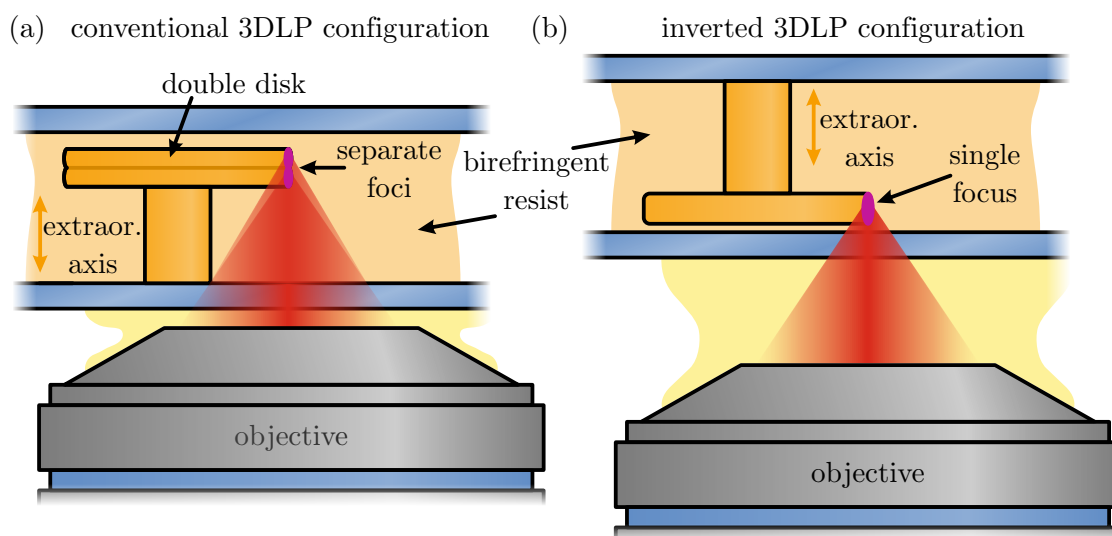 (a) conventional 3DLP configuration
double disk
separate
foci
extraor.
axis
objective
birefringent
resist
(b) inverted 3DLP configuration
extraor.
axis
single
focus
objective